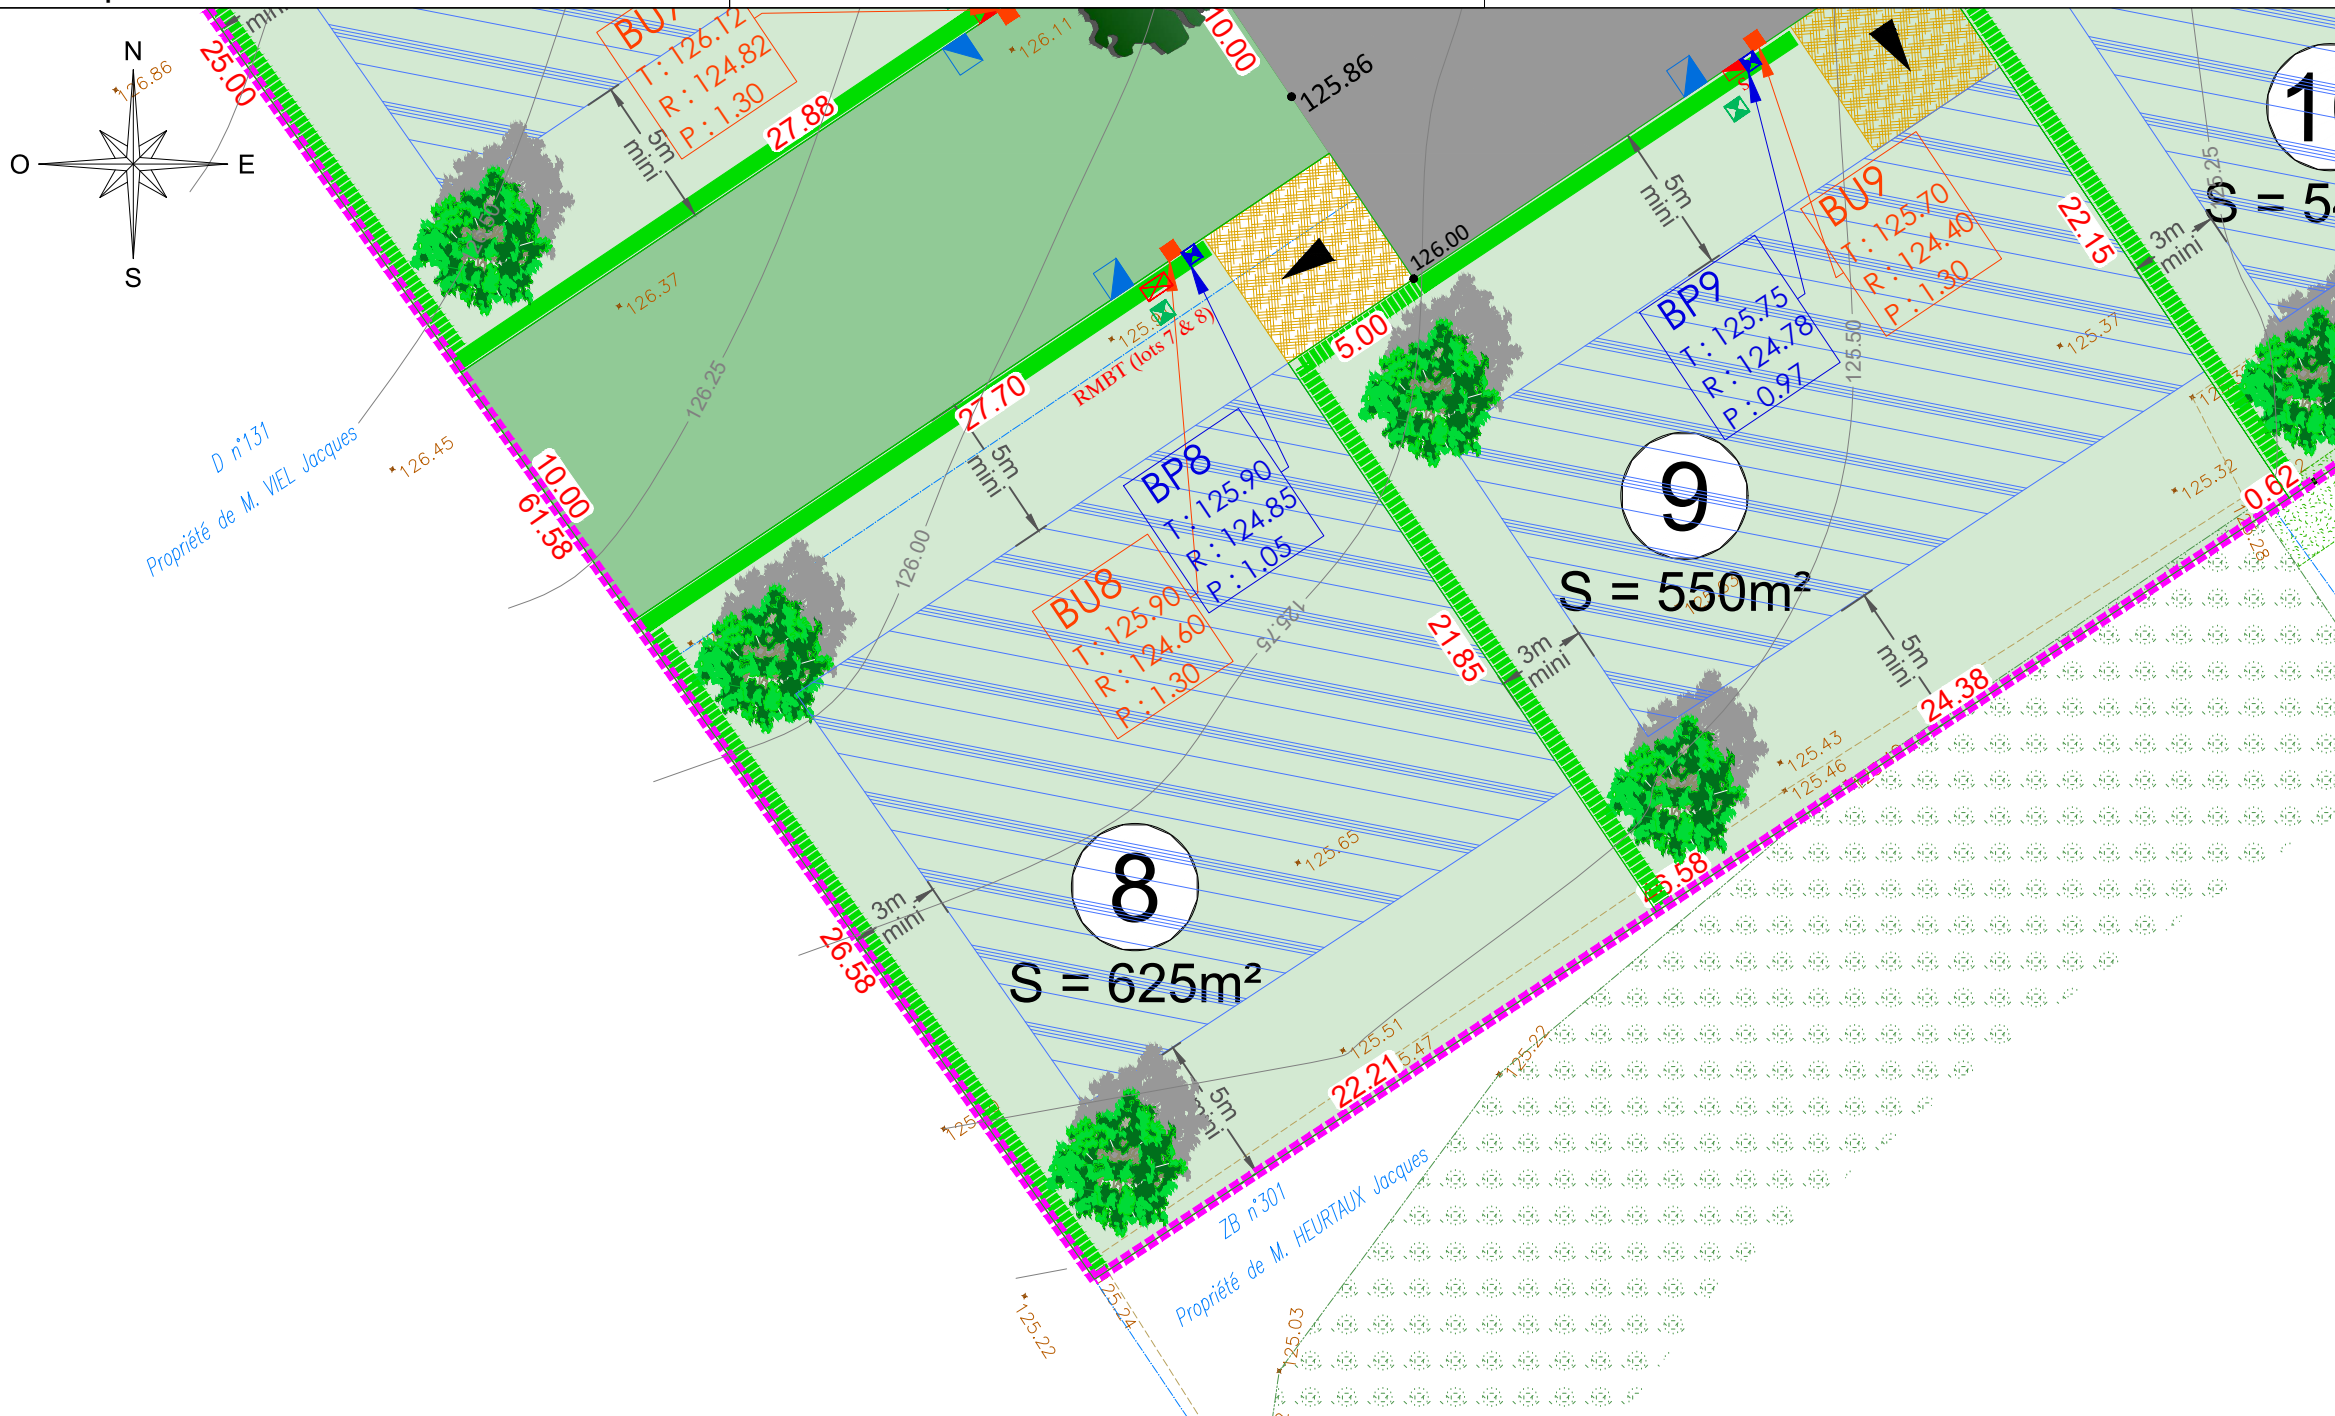 N
O
E
S
mini
25.00
126.86
T : 126.12
R : 124.82
P : 1.30
126.11
10.00
125.86
27.88
5m
mini
126.37
126.00
5.00
5m
mini
BU9
T : 125.70
R : 124.40
P : 1.30
BP9
T : 125.75
R : 124.78
P : 0.97
22.15
3m
mini
125.37
125.50
RMBT (lots 7 & 8)
27.70
126.25
D n°131
Propriété de M. VIEL Jacques
126.45
10.00
61.58
5m
mini
126.00
BP8
T : 125.90
R : 124.85
P : 1.05
BU8
T : 125.90
R : 124.60
P : 1.30
125.75
9
S = 550m²
125.32
0.62
21.85
3m
mini
5m
mini
24.38
125.43
125.46
125.65
8
S = 625m²
3m
mini
26.58
125.51
22.21
5m
125.22
ZB n°301
Propriété de M. HEURTAUX Jacques
125.22
125.03